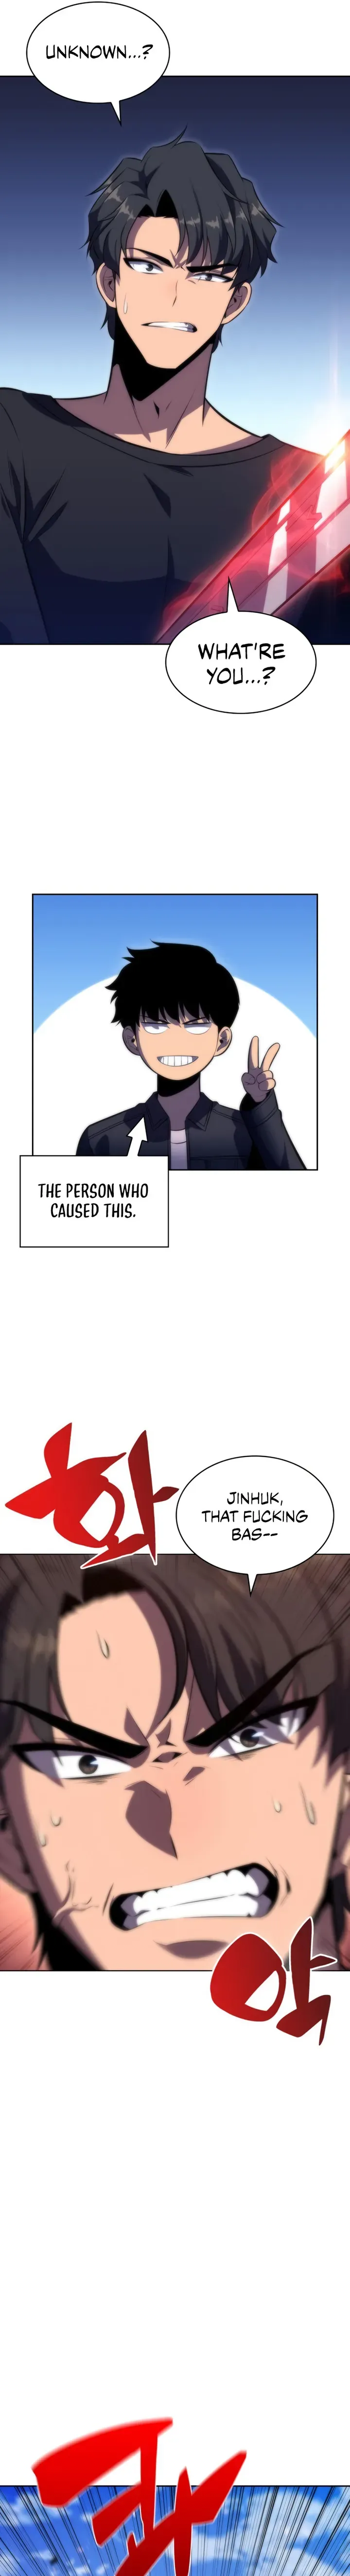 UNKNOWN...?
WHAT'RE
YOU...?
THE PERSON WHO
CAUSED THIS.
JINHUK,
THAT FUCKING
BAS--
화
악